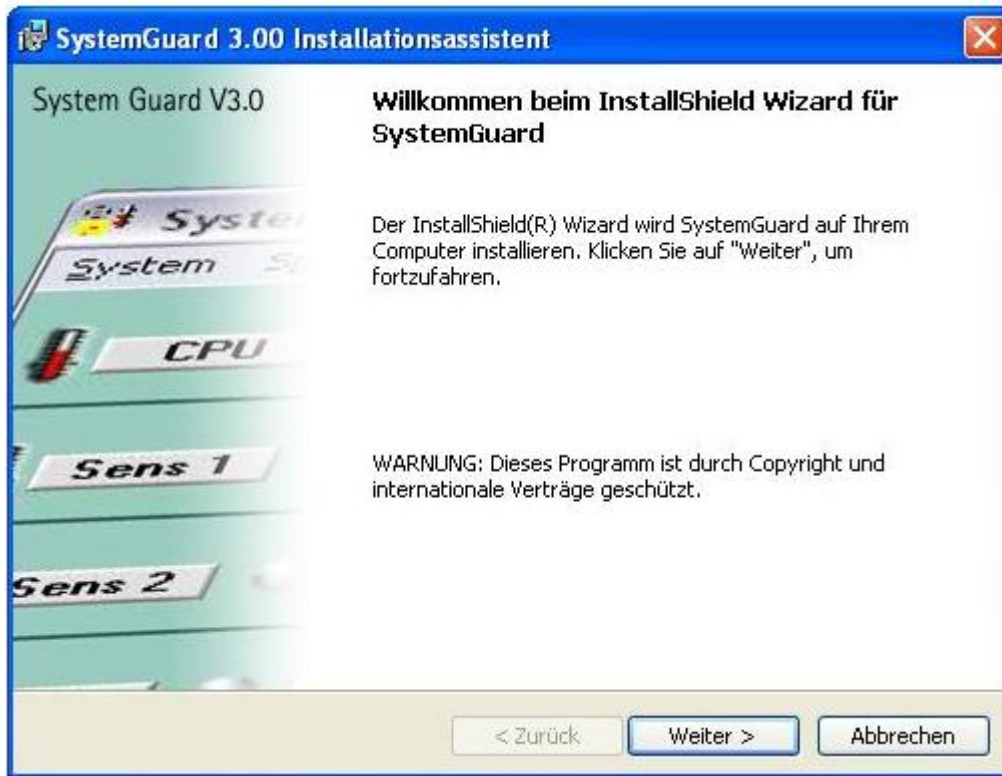 SystemGuard 3.00 Installationsassistent
System Guard V3.0
Willkommen beim InstallShield Wizard für
SystemGuard
Der InstallShield(R) Wizard wird SystemGuard auf Ihrem
Computer installieren. Klicken Sie auf "Weiter", um
fortzufahren.
System
CPU
Sens 1
Sens 2
WARNUNG: Dieses Programm ist durch Copyright und
internationale Verträge geschützt.
< Zurück
Weiter >
Abbrechen